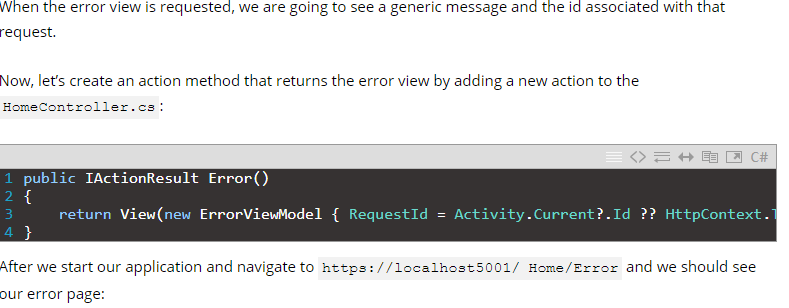 When the error view is requested, we are going to see a generic message and the id associated with that
request.
Now, let's create an action method that returns the error view by adding a new action to the
HomeController.cs:
C#
1 public IActionResult Error()
2 {
3     return View(new ErrorViewModel { RequestId = Activity.Current?.Id ?? HttpContext.
4 }
After we start our application and navigate to https://localhost5001/ Home/Error and we should see
our error page: